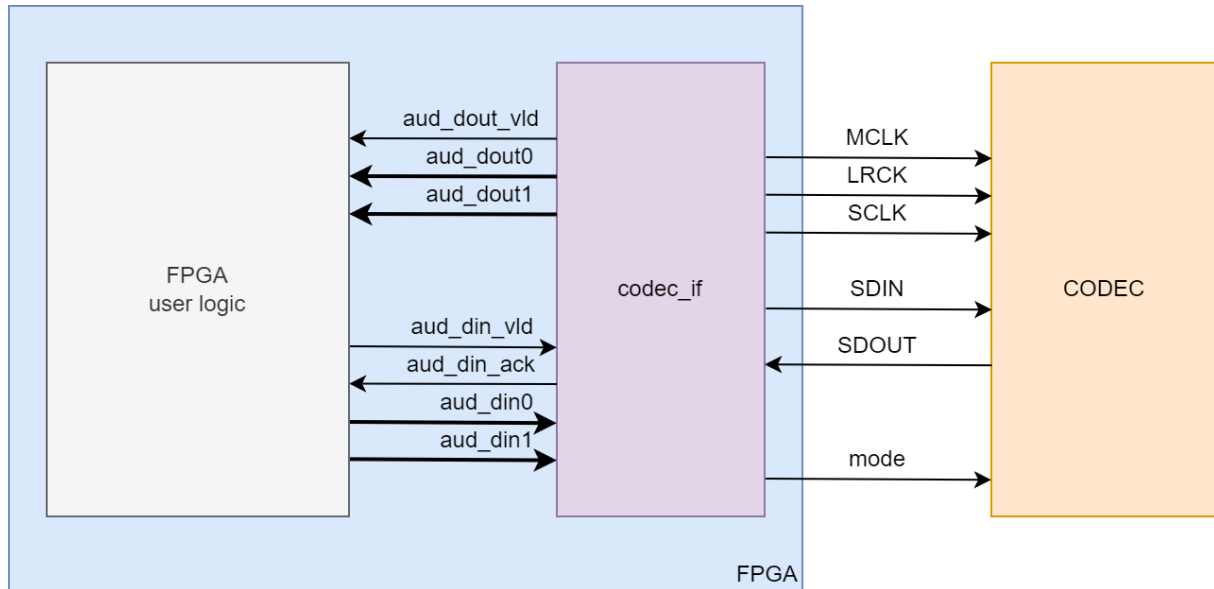 aud_dout_vld
aud_dout0
aud_dout1
MCLK
LRCK
SCLK
FPGA
user logic
codec_if
SDIN
CODEC
aud_din_vld
SDOUT
aud_din_ack
aud_din0
aud_din1
mode
FPGA